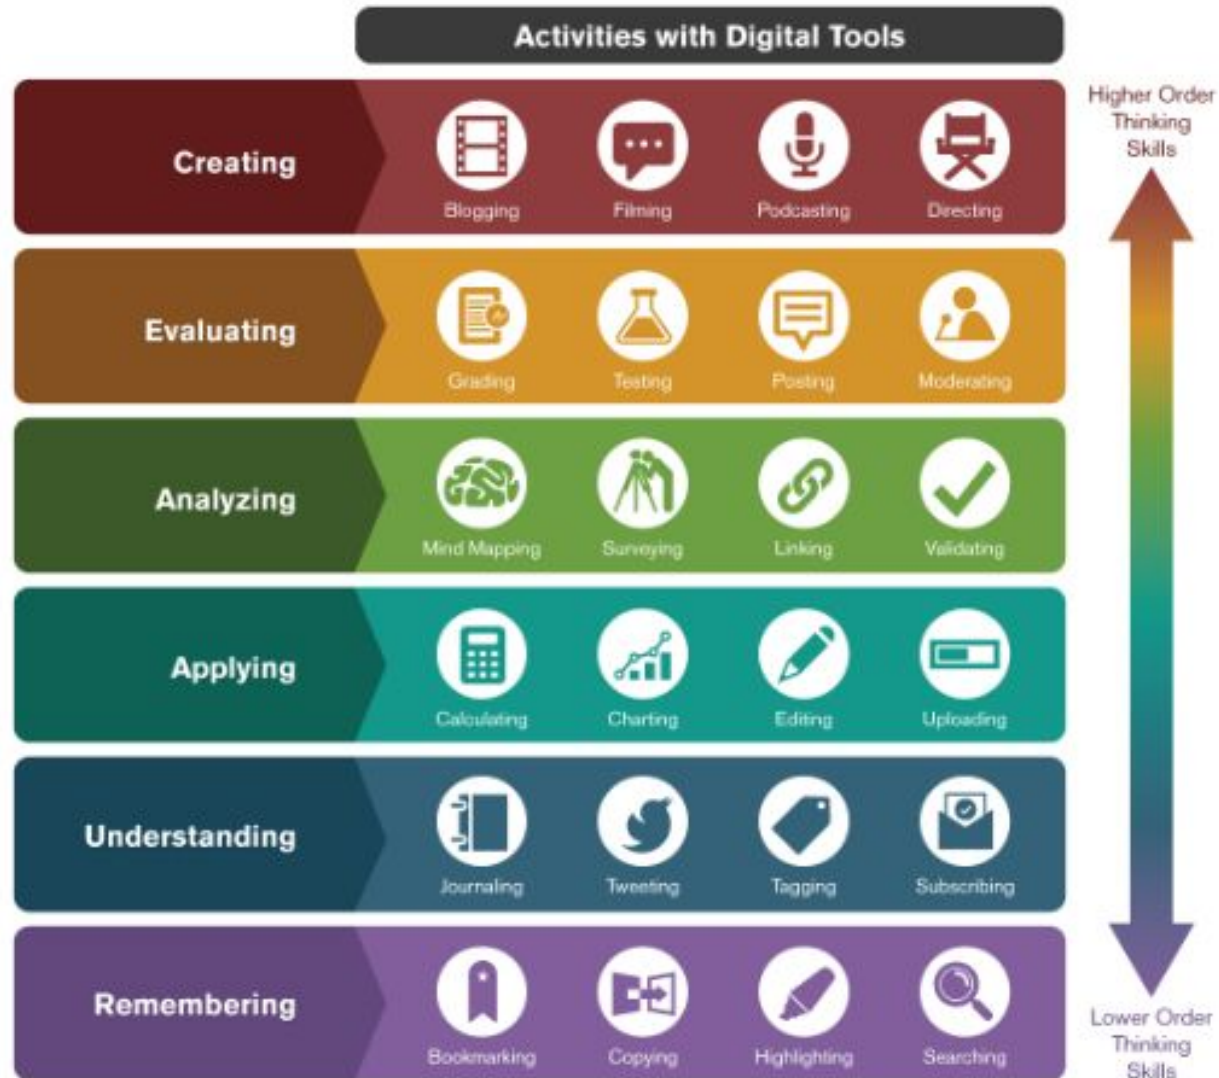 Activities with Digital Tools
Higher Order
Thinking
Skills
Creating
Blogging Filming Podcasting Directing
Evaluating
Grading Testing Posting Moderating
Analyzing
Mind Mapping Surveying Linking Validating
Applying
Calculating Charting Editing Uploading
Understanding
Journaling Tweeting Tagging Subscribing
Remembering
Bookmarking Copying Highlighting Searching
Lower Order
Thinking
Skills